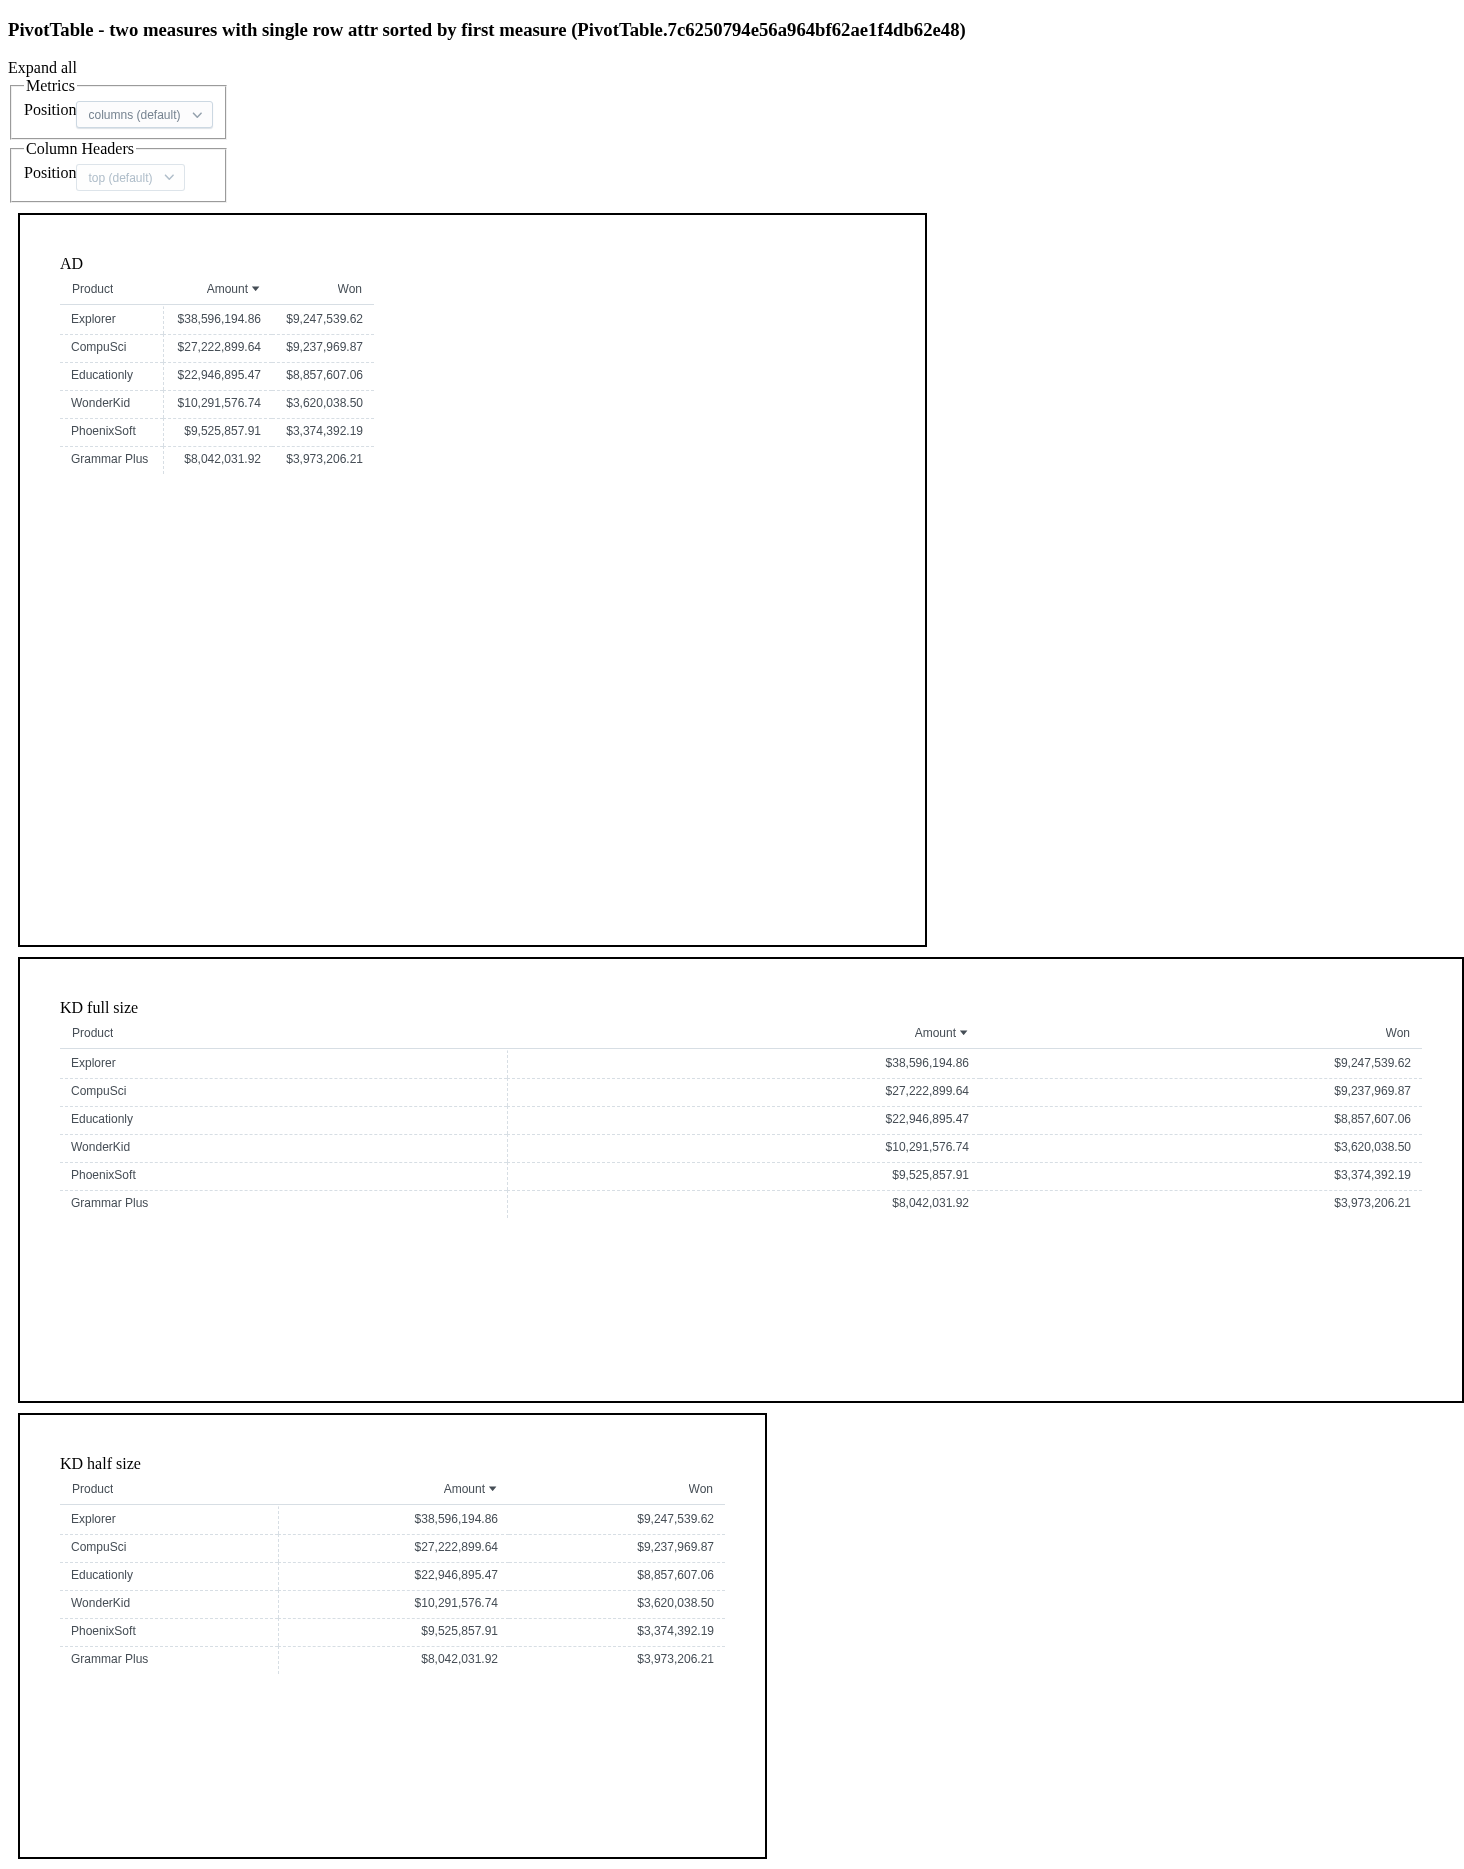 PivotTable - two measures with single row attr sorted by first measure (PivotTable.7c6250794e56a964bf62ae1f4db62e48)
Expand all
Metrics
Position columns (default)
Column Headers
Position top (default)
AD
Product Amount Won
Explorer $38,596,194.86 $9,247,539.62
CompuSci $27,222,899.64 $9,237,969.87
Educationly $22,946,895.47 $8,857,607.06
WonderKid $10,291,576.74 $3,620,038.50
PhoenixSoft $9,525,857.91 $3,374,392.19
Grammar Plus $8,042,031.92 $3,973,206.21
KD full size
Product Amount Won
Explorer $38,596,194.86 $9,247,539.62
CompuSci $27,222,899.64 $9,237,969.87
Educationly $22,946,895.47 $8,857,607.06
WonderKid $10,291,576.74 $3,620,038.50
PhoenixSoft $9,525,857.91 $3,374,392.19
Grammar Plus $8,042,031.92 $3,973,206.21
KD half size
Product Amount Won
Explorer $38,596,194.86 $9,247,539.62
CompuSci $27,222,899.64 $9,237,969.87
Educationly $22,946,895.47 $8,857,607.06
WonderKid $10,291,576.74 $3,620,038.50
PhoenixSoft $9,525,857.91 $3,374,392.19
Grammar Plus $8,042,031.92 $3,973,206.21